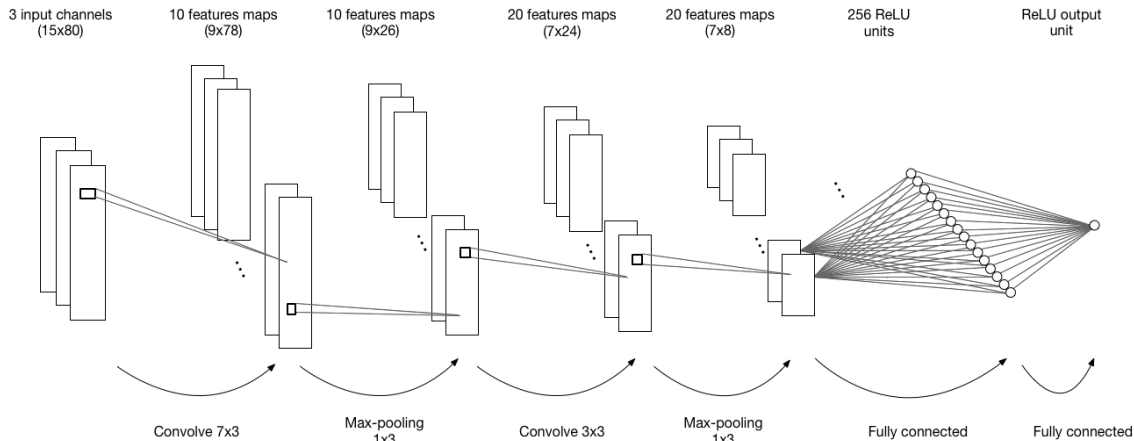 3 input channels
(15x80)
10 features maps
(9x78)
10 features maps
(9x26)
20 features maps
(7x24)
20 features maps
(7x8)
256 ReLU
units
ReLU output
unit
Convolve 7x3
Max-pooling
1x3
Convolve 3x3
Max-pooling
1x3
Fully connected
Fully connected